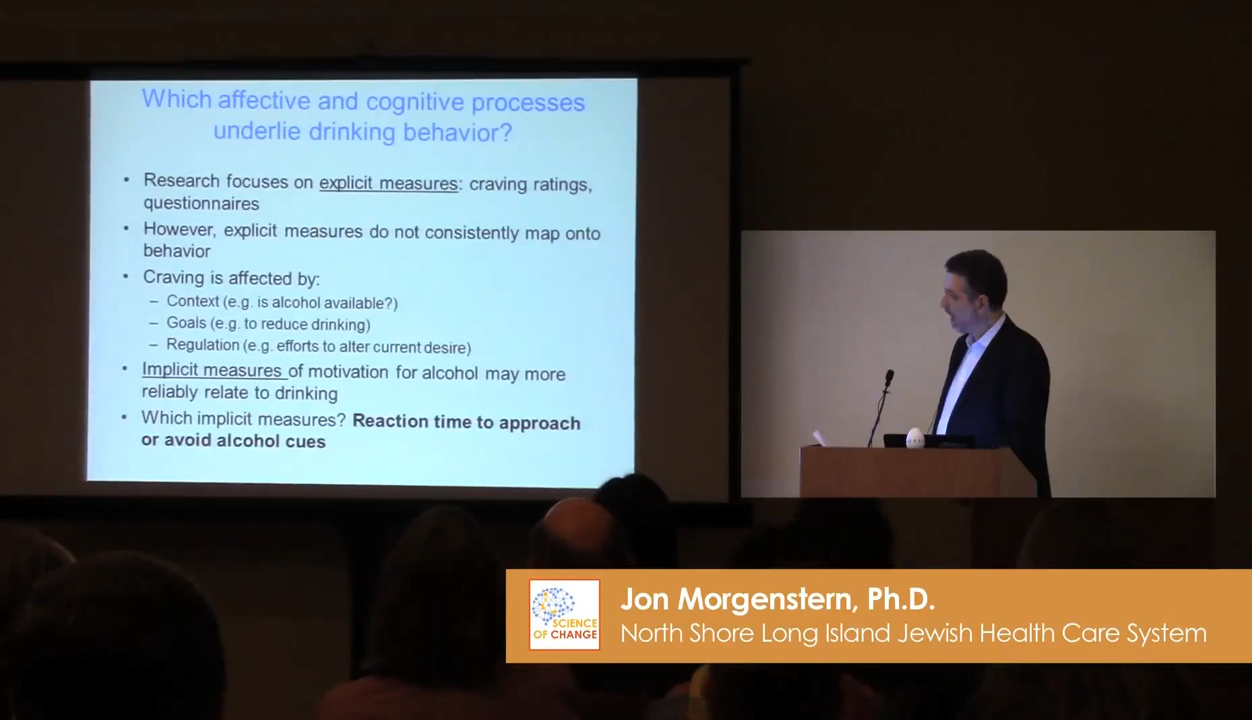 Which affective and cognitive processes
underlie drinking behavior?
• Research focuses on explicit measures: craving ratings,
questionnaires
• However, explicit measures do not consistently map onto
behavior
• Craving is affected by:
– Context (e.g. is alcohol available?)
– Goals (e.g. to reduce drinking)
– Regulation (e.g. efforts to alter current desire)
• Implicit measures of motivation for alcohol may more
reliably relate to drinking
• Which implicit measures? Reaction time to approach
or avoid alcohol cues
SCIENCE
OF CHANGE
Jon Morgenstern, Ph.D.
North Shore Long Island Jewish Health Care System